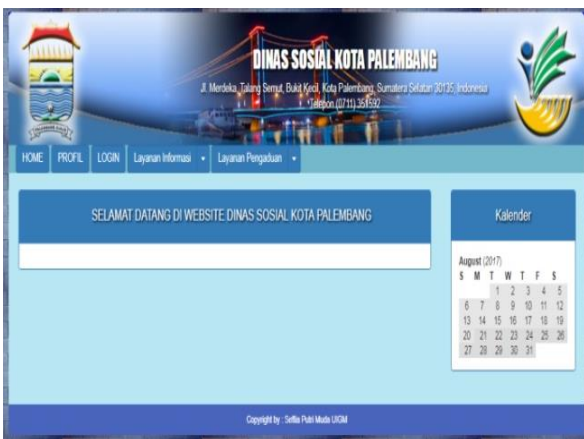 DINAS SOSIAL KOTA PALEMBANG
Jl. Merdeka, Talang Semut, Bukit Kecil, Kota Palembang, Sumatera Selatan 30135, Indonesia
Telepon (0711) 351592
HOME PROFIL LOGIN Layanan Informasi Layanan Pengaduan
SELAMAT DATANG DI WEBSITE DINAS SOSIAL KOTA PALEMBANG
Kalender
August (2017)
S M T W T F S
1 2 3 4 5
6 7 8 9 10 11 12
13 14 15 16 17 18 19
20 21 22 23 24 25 26
27 28 29 30 31
Copyright by : Seftia Putri Muda UIGM